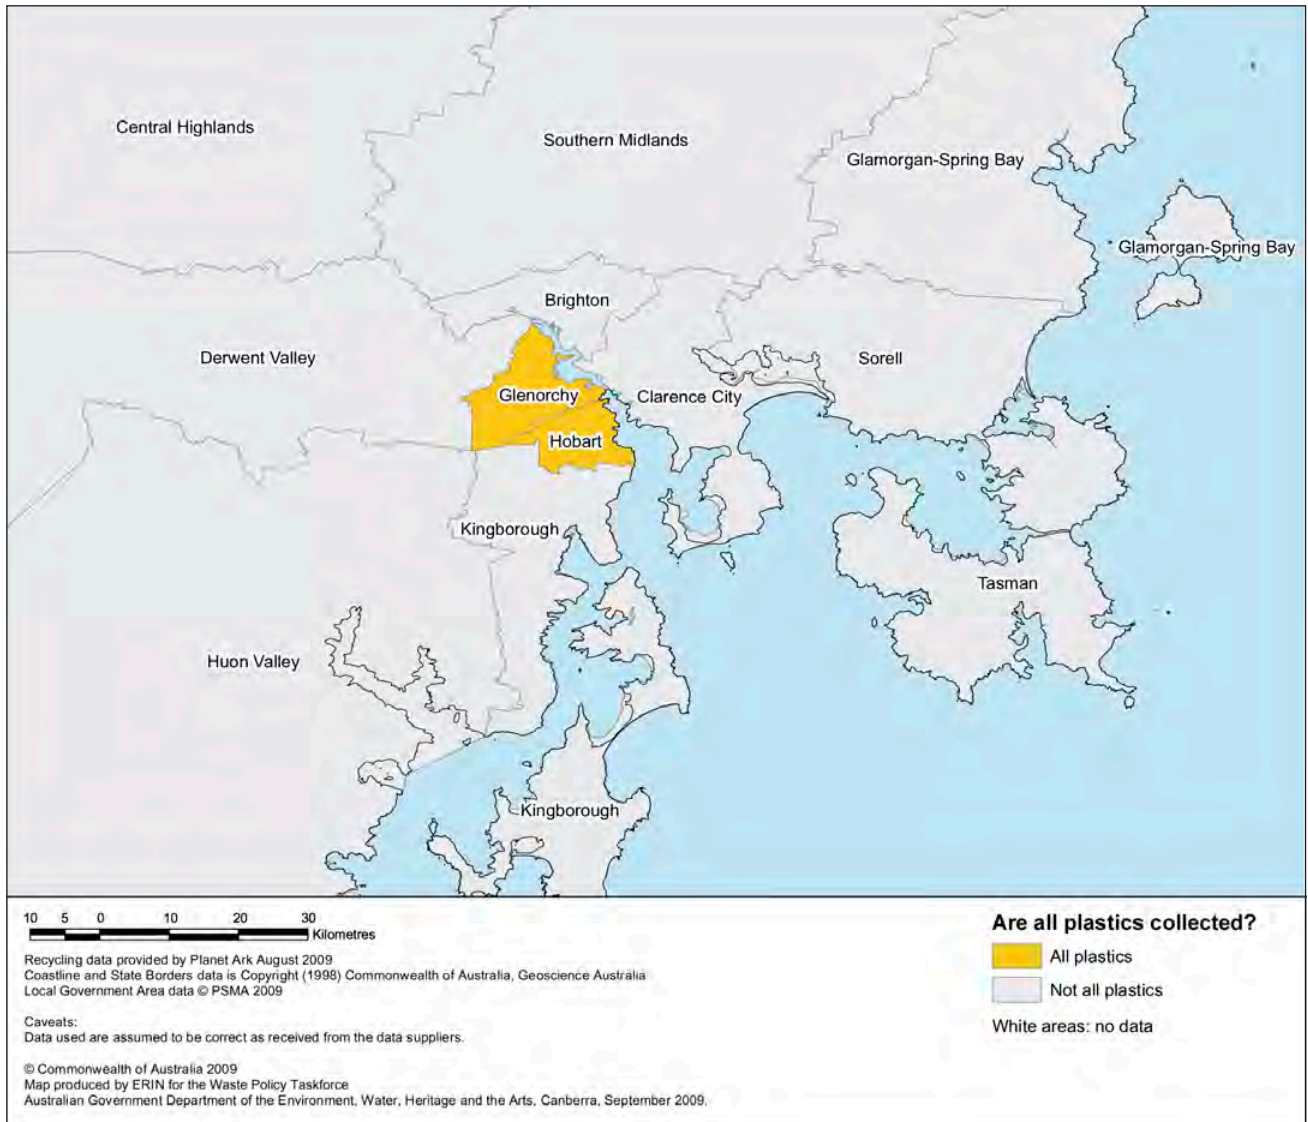 Central Highlands
Southern Midlands
Glamorgan-Spring Bay
Glamorgan-Spring Bay
Brighton
Derwent Valley
Sorell
Glenorchy
Clarence City
Hobart
Kingborough
Tasman
Huon Valley
Kingborough
10 5 0 10 20 30
Kilometres
Recycling data provided by Planet Ark August 2009
Coastline and State Borders data is Copyright (1998) Commonwealth of Australia, Geoscience Australia
Local Government Area data © PSMA 2009
Caveats:
Data used are assumed to be correct as received from the data suppliers.
© Commonwealth of Australia 2009
Map produced by ERIN for the Waste Policy Taskforce
Australian Government Department of the Environment, Water, Heritage and the Arts, Canberra, September 2009.
Are all plastics collected?
All plastics
Not all plastics
White areas: no data